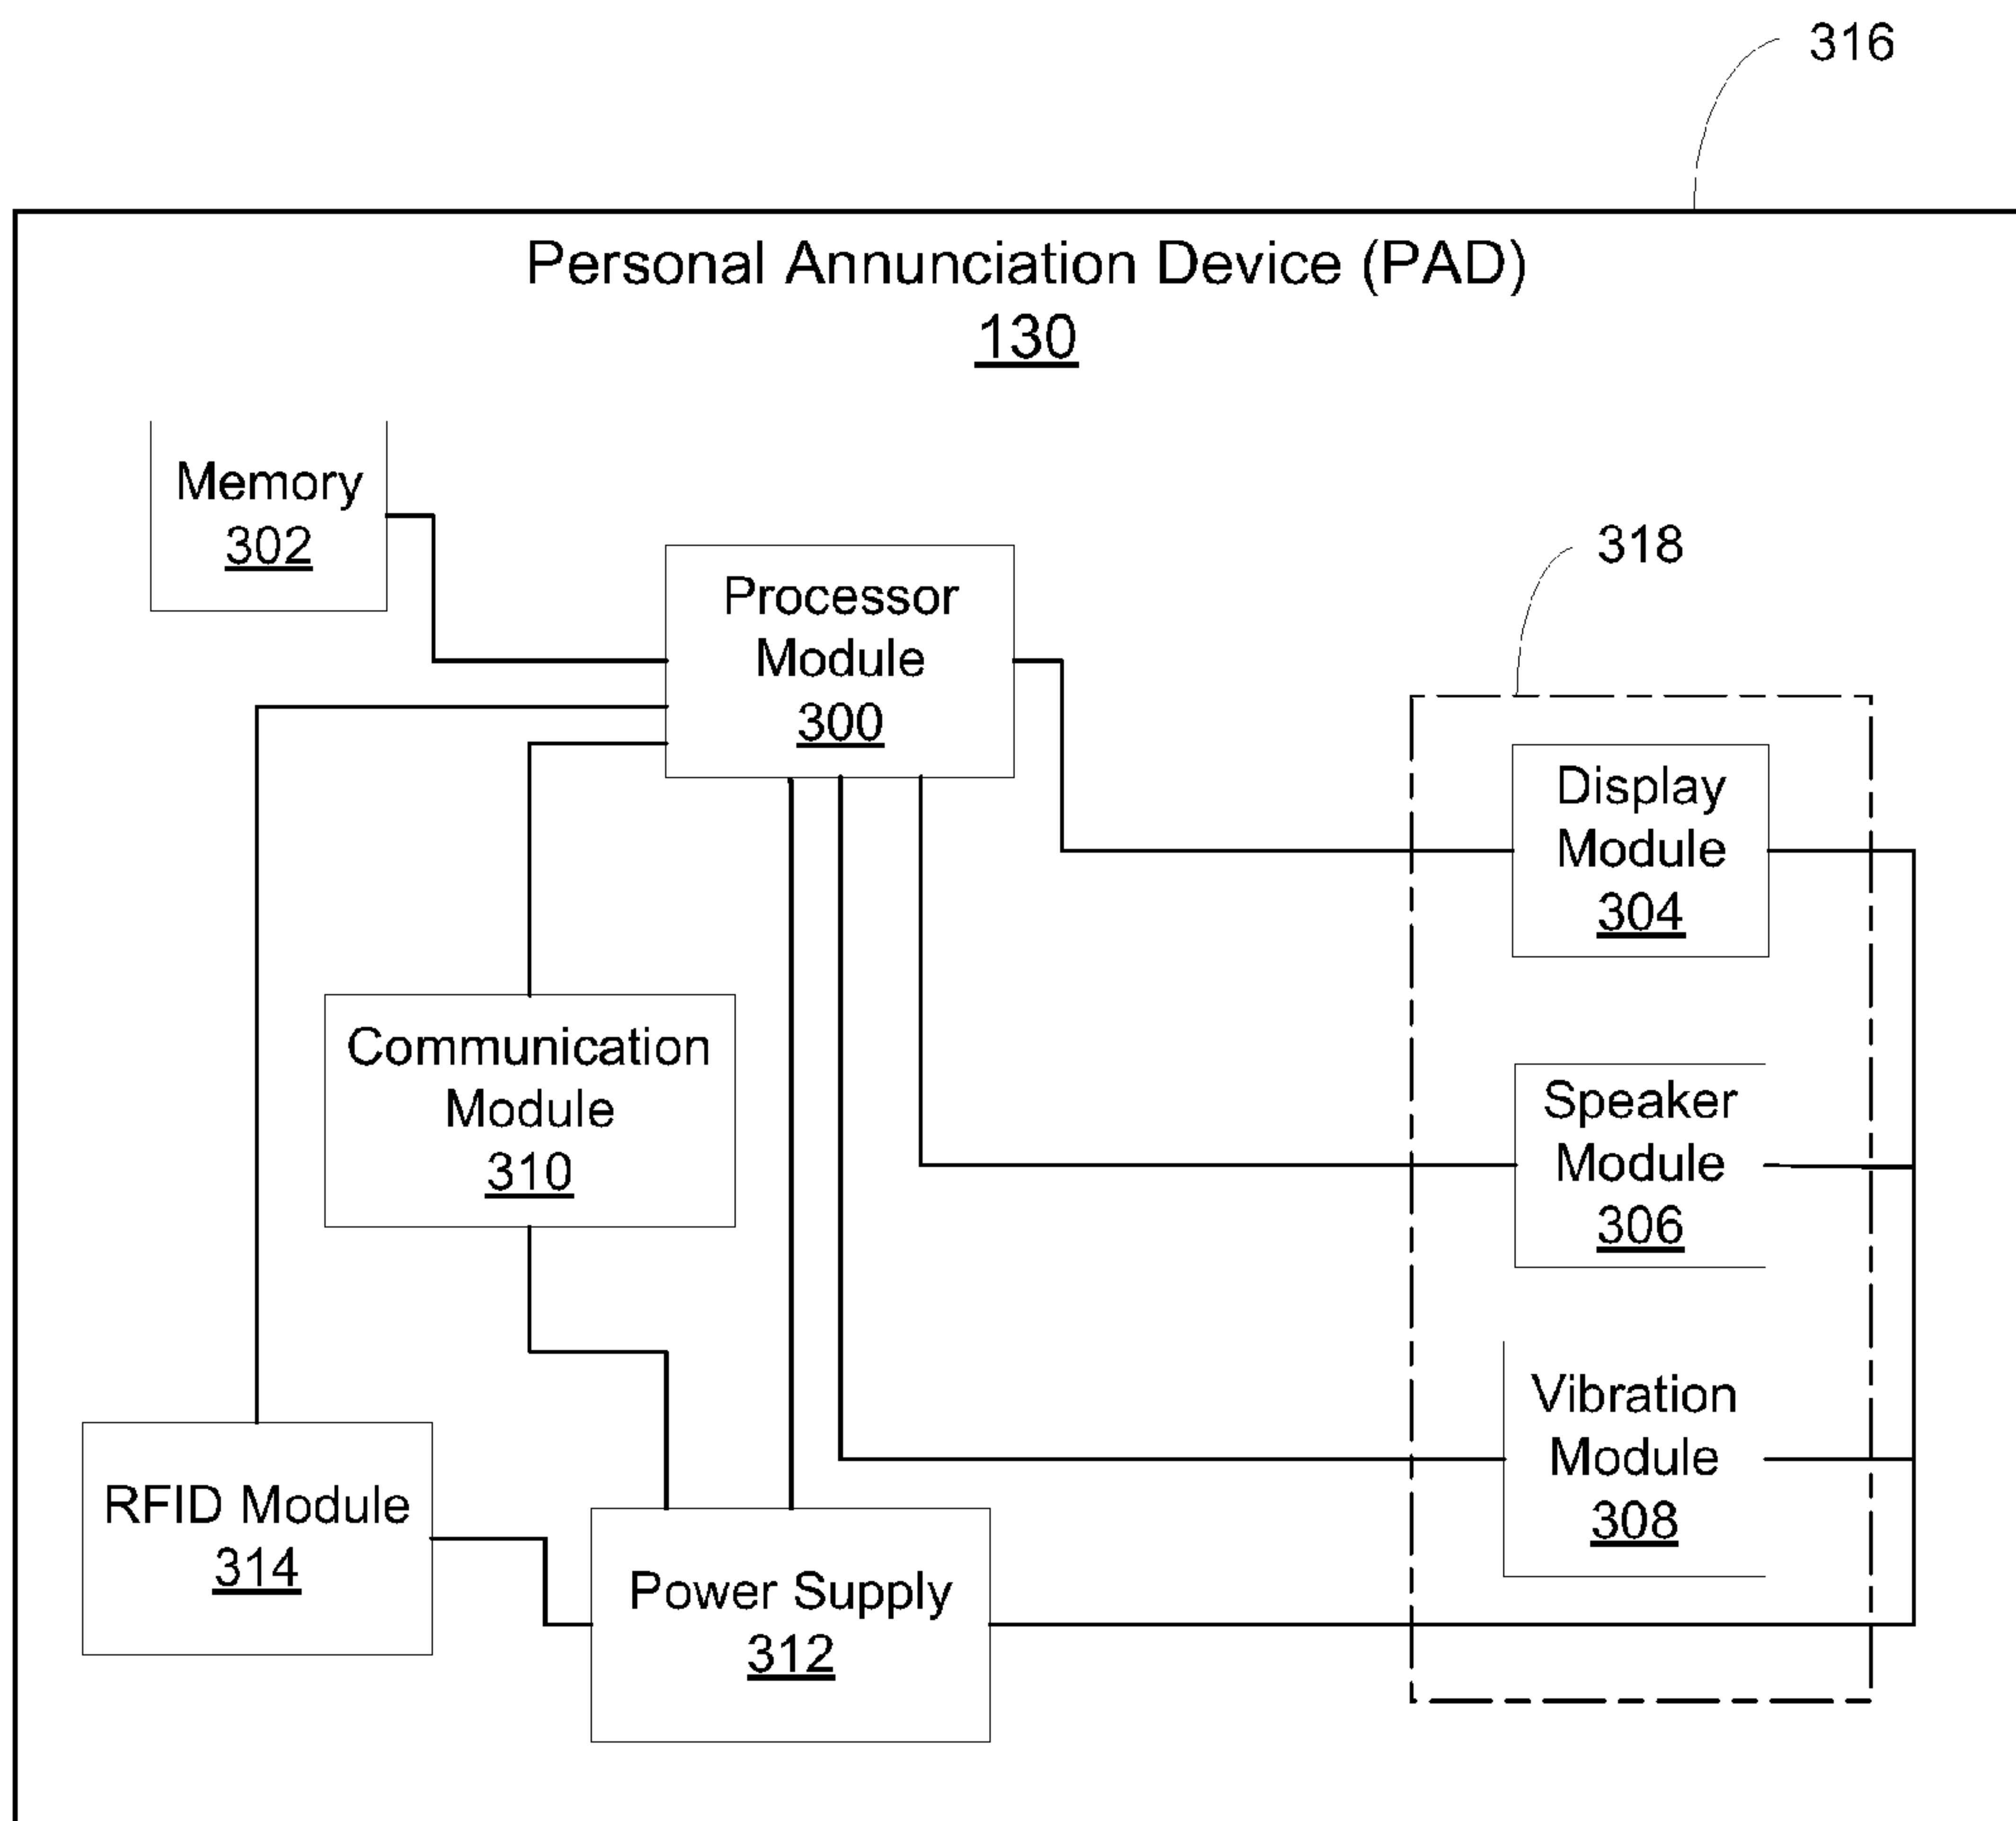 316
Personal Annunciation Device (PAD)
130
Memory
302
Processor
Module
300
318
Display
Module
304
Communication
Module
310
Speaker
Module
306
Vibration
Module
308
RFID Module
314
Power Supply
312